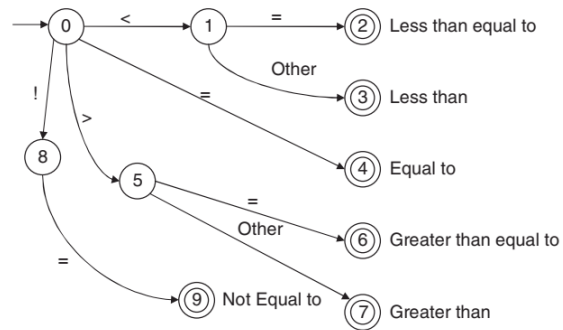 0 < 1 = 2 Less than equal to
Other
3 Less than
! > =
8 5 4 Equal to
=
Other
6 Greater than equal to
=
9 Not Equal to
7 Greater than